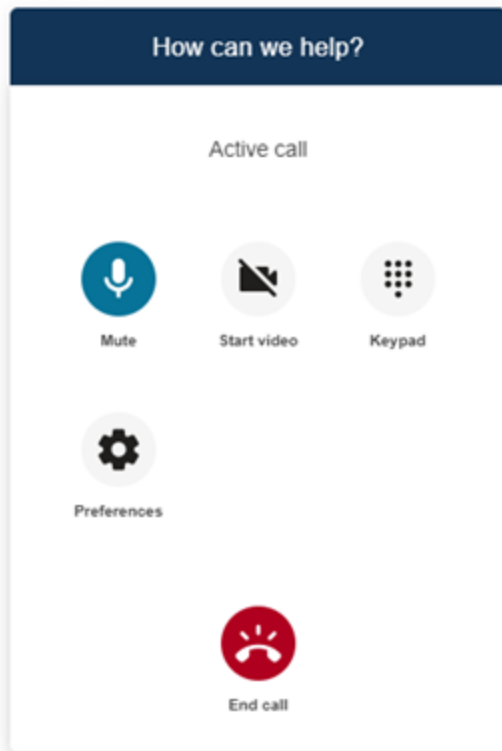 How can we help?
Active call
Mute
Start video
Keypad
Preferences
End call